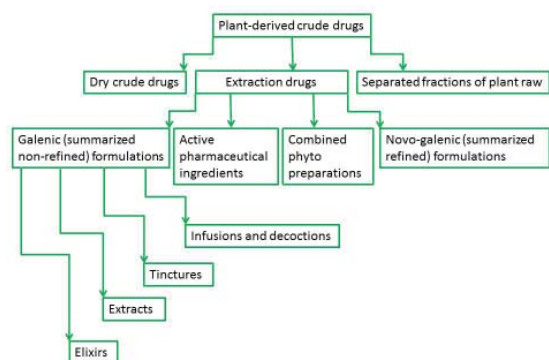 Plant-derived crude drugs
Dry crude drugs
Extraction drugs
Separated fractions of plant raw
Galenic (summarized
non-refined) formulations
Active
pharmaceutical
ingredients
Combined
phyto
preparations
Novo-galenic (summarized
refined) formulations
Infusions and decoctions
Tinctures
Extracts
Elixirs